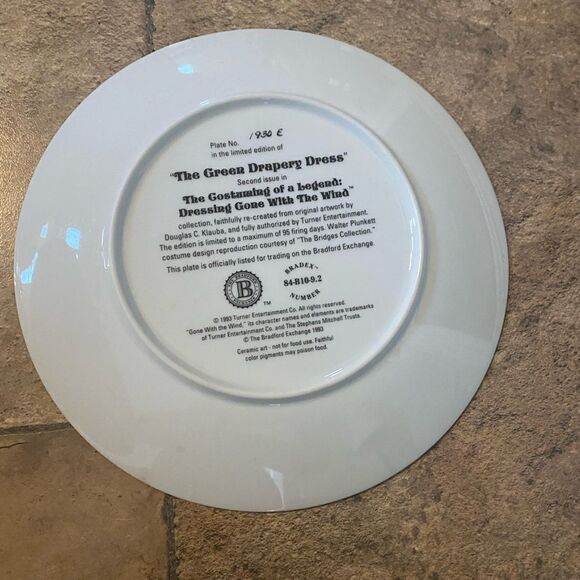 Plate No. 1930 E
in the limited edition of
"The Green Drapery Dress"
Second issue in
The Costuming of a Legend:
Dressing Gone With The Wind™
collection, faithfully re-created from original artwork by
Douglas C. Klauba, and fully authorized by Turner Entertainment.
The edition is limited to a maximum of 95 firing days. Walter Plunkett
costume design reproduction courtesy of "The Bridges Collection."
This plate is officially listed for trading on the Bradford Exchange.
B
™
BRADEX™
84-B10-9.2
NUMBER
© 1993 Turner Entertainment Co. All rights reserved.
"Gone With the Wind," its character names and elements are trademarks
of Turner Entertainment Co. and The Stephens Mitchell Trusts.
© The Bradford Exchange 1993
Ceramic art - not for food use. Faithful
color pigments may poison food.